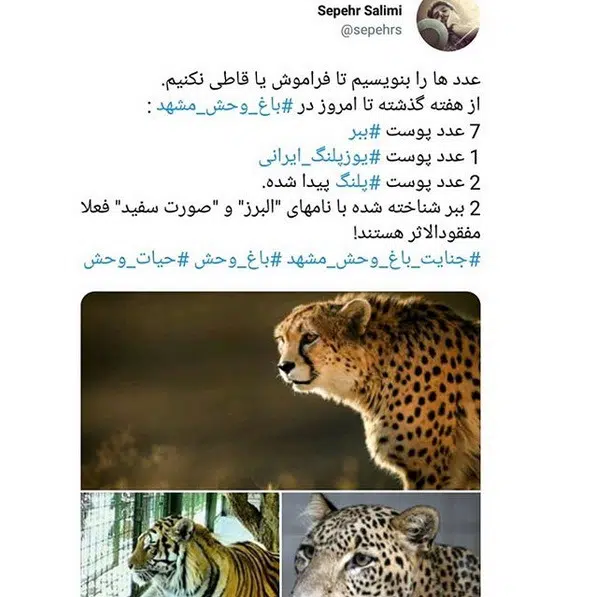 Sepehr Salimi
@sepehrs
عدد ها را بنویسیم تا فراموش یا قاطی نکنیم.
از هفته گذشته تا امروز در #باغ_وحش_مشهد :
7 عدد پوست #ببر
1 عدد پوست #یوزپلنگ_ایرانی
2 عدد پوست #پلنگ پیدا شده.
2 ببر شناخته شده با نامهای "البرز" و "صورت سفید" فعلا
مفقودالاثر هستند!
#جنایت_باغ_وحش_مشهد #باغ_وحش #حیات_وحش